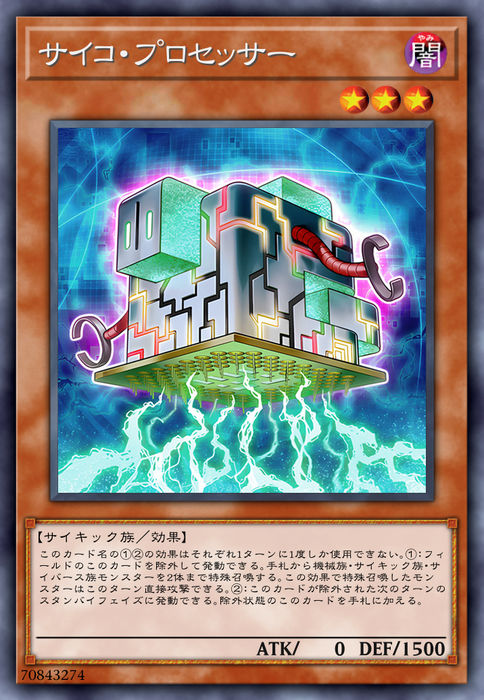 サイコ・プロセッサー
やみ
闇
【サイキック族／効果】
このカード名の①②の効果はそれぞれ1ターンに1度しか使用できない。①：フィ
ールドのこのカードを除外して発動できる。手札から機械族・サイキック族・サ
イバース族モンスターを2体まで特殊召喚する。この効果で特殊召喚したモン
スターはこのターン直接攻撃できる。②：このカードが除外された次のターンの
スタンバイフェイズに発動できる。除外状態のこのカードを手札に加える。
ATK/ 0 DEF/1500
70843274